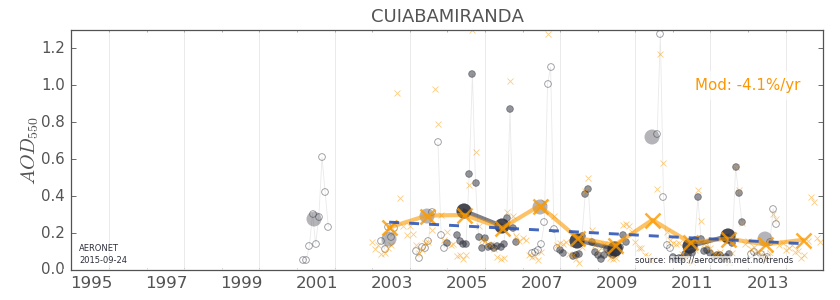 CUIABAMIRANDA
1.2
1.0
0.8
0.6
0.4
0.2
0.0
AOD550
Mod: -4.1%/yr
AERONET
2015-09-24
source: http://aerocom.met.no/trends
1995 1997 1999 2001 2003 2005 2007 2009 2011 2013